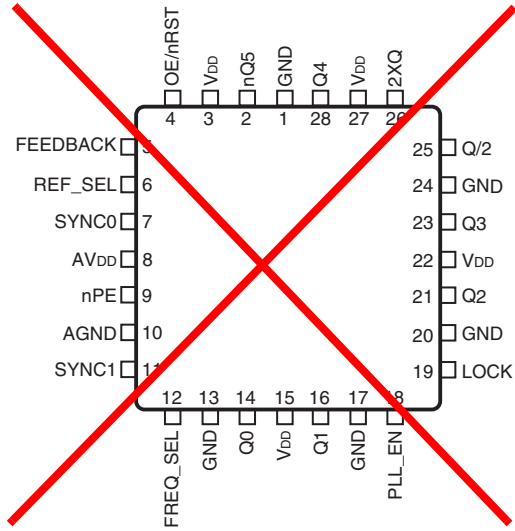 OE/nRST VDD nQ5 GND Q4 VDD 2XQ
4 3 2 1 28 27 26
FEEDBACK 5
REF_SEL 6
SYNC0 7
AVDD 8
nPE 9
AGND 10
SYNC1 11
25 Q/2
24 GND
23 Q3
22 VDD
21 Q2
20 GND
19 LOCK
12 13 14 15 16 17 18
FREQ_SEL GND Q0 VDD Q1 GND PLL_EN